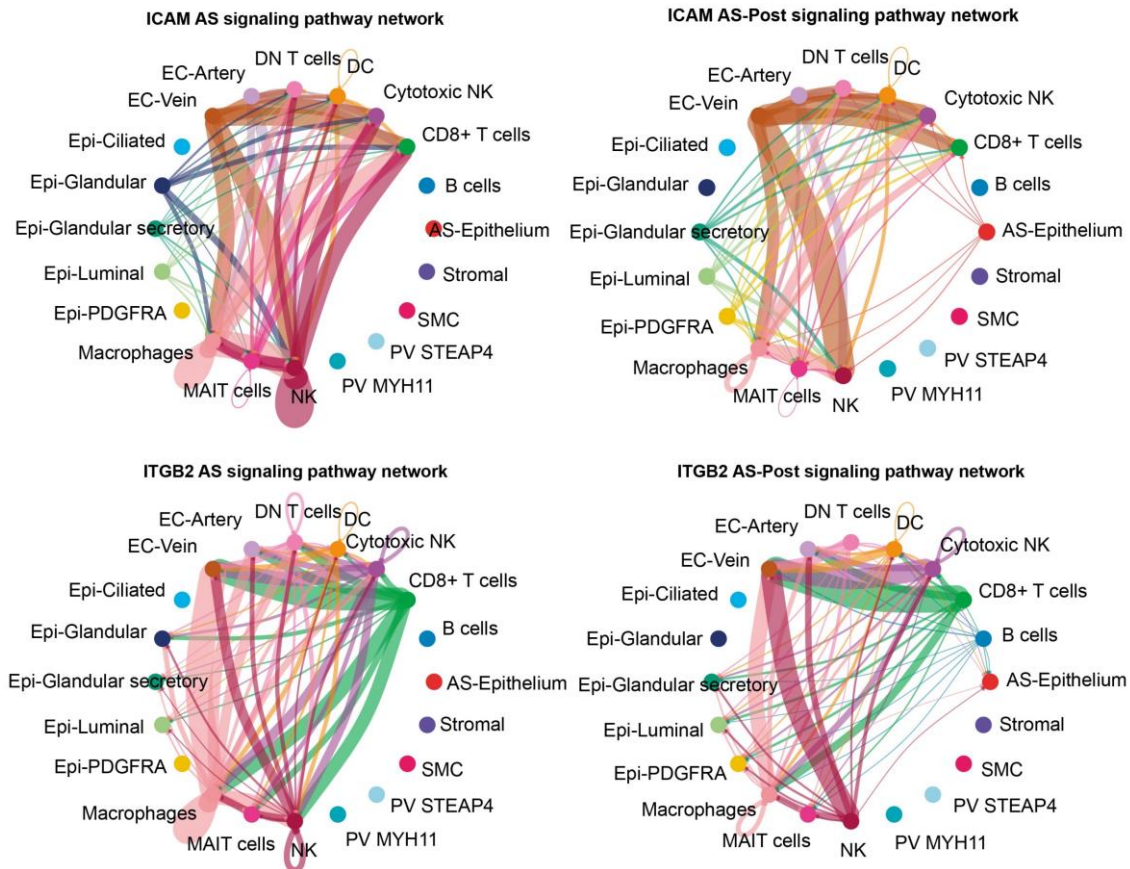 ICAM AS signaling pathway network
DN T cells
DC
EC-Artery
Cytotoxic NK
EC-Vein
CD8+ T cells
Epi-Ciliated
B cells
Epi-Glandular
AS-Epithelium
Epi-Glandular secretory
Stromal
Epi-Luminal
Epi-PDGFRA
SMC
Macrophages
PV STEAP4
MAIT cells
NK
PV MYH11
ICAM AS-Post signaling pathway network
DN T cells
DC
EC-Artery
Cytotoxic NK
EC-Vein
CD8+ T cells
Epi-Ciliated
B cells
Epi-Glandular
AS-Epithelium
Epi-Glandular secretory
Stromal
Epi-Luminal
Epi-PDGFRA
SMC
Macrophages
PV STEAP4
MAIT cells
NK
PV MYH11
ITGB2 AS signaling pathway network
DN T cells
DC
EC-Artery
Cytotoxic NK
EC-Vein
CD8+ T cells
Epi-Ciliated
B cells
Epi-Glandular
AS-Epithelium
Epi-Glandular secretory
Stromal
Epi-Luminal
Epi-PDGFRA
SMC
Macrophages
PV STEAP4
MAIT cells
NK
PV MYH11
ITGB2 AS-Post signaling pathway network
DN T cells
DC
EC-Artery
Cytotoxic NK
EC-Vein
CD8+ T cells
Epi-Ciliated
B cells
Epi-Glandular
AS-Epithelium
Epi-Glandular secretory
Stromal
Epi-Luminal
Epi-PDGFRA
SMC
Macrophages
PV STEAP4
MAIT cells
NK
PV MYH11